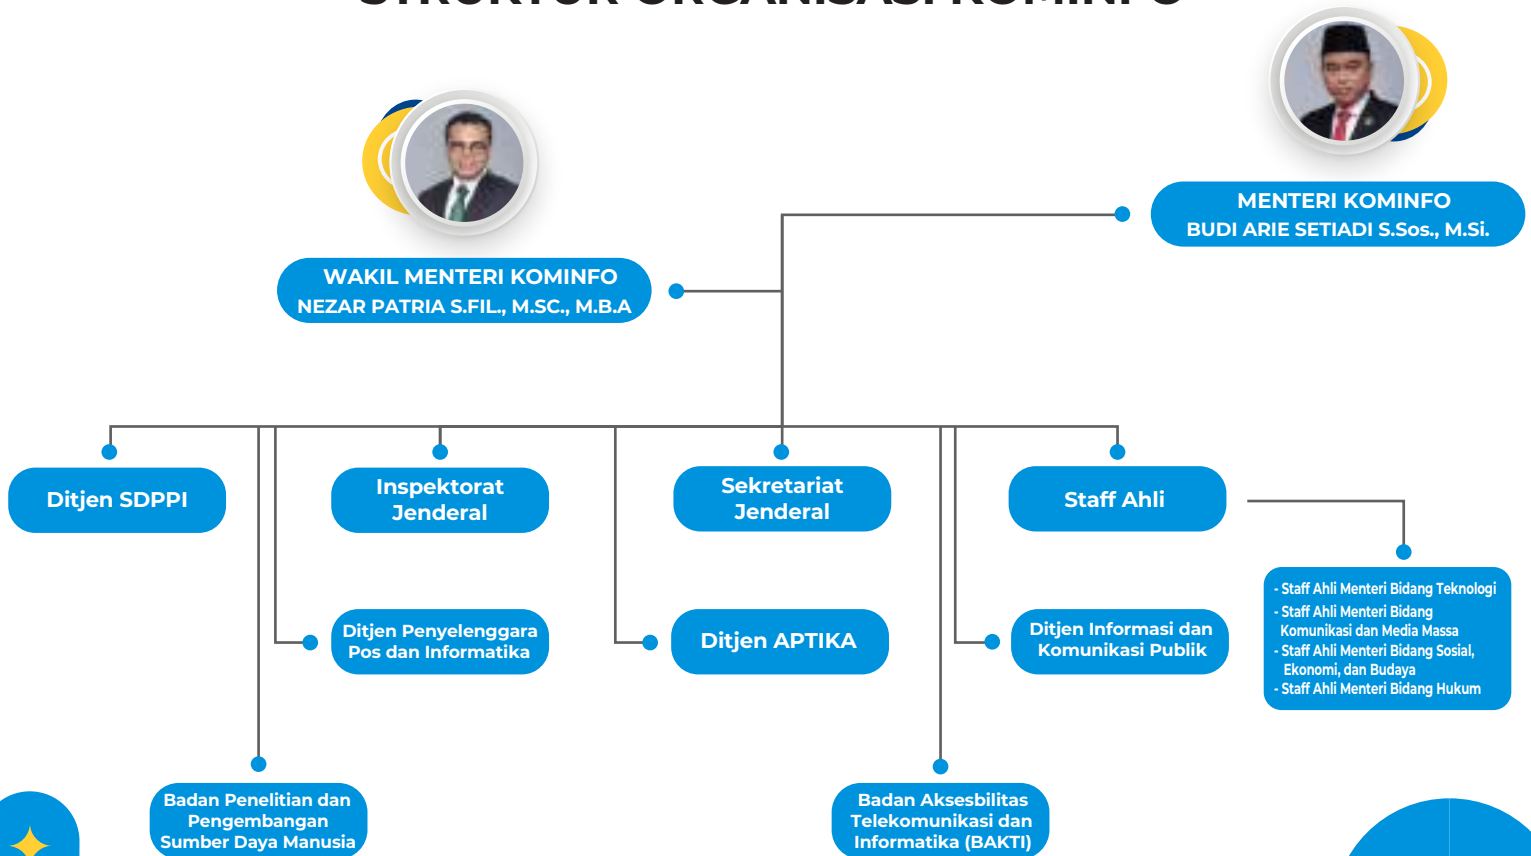 STRUKTUR ORGANISASI KOMINFO
MENTERI KOMINFO
BUDI ARIE SETIADI S.Sos., M.Si.
WAKIL MENTERI KOMINFO
NEZAR PATRIA S.FIL., M.SC., M.B.A
Ditjen SDPPI
Inspektorat
Jenderal
Sekretariat
Jenderal
Staff Ahli
- Staff Ahli Menteri Bidang Teknologi
- Staff Ahli Menteri Bidang
Komunikasi dan Media Massa
- Staff Ahli Menteri Bidang Sosial,
Ekonomi, dan Budaya
- Staff Ahli Menteri Bidang Hukum
Ditjen Penyelenggara
Pos dan Informatika
Ditjen APTIKA
Ditjen Informasi dan
Komunikasi Publik
Badan Penelitian dan
Pengembangan
Sumber Daya Manusia
Badan Aksesbilitas
Telekomunikasi dan
Informatika (BAKTI)